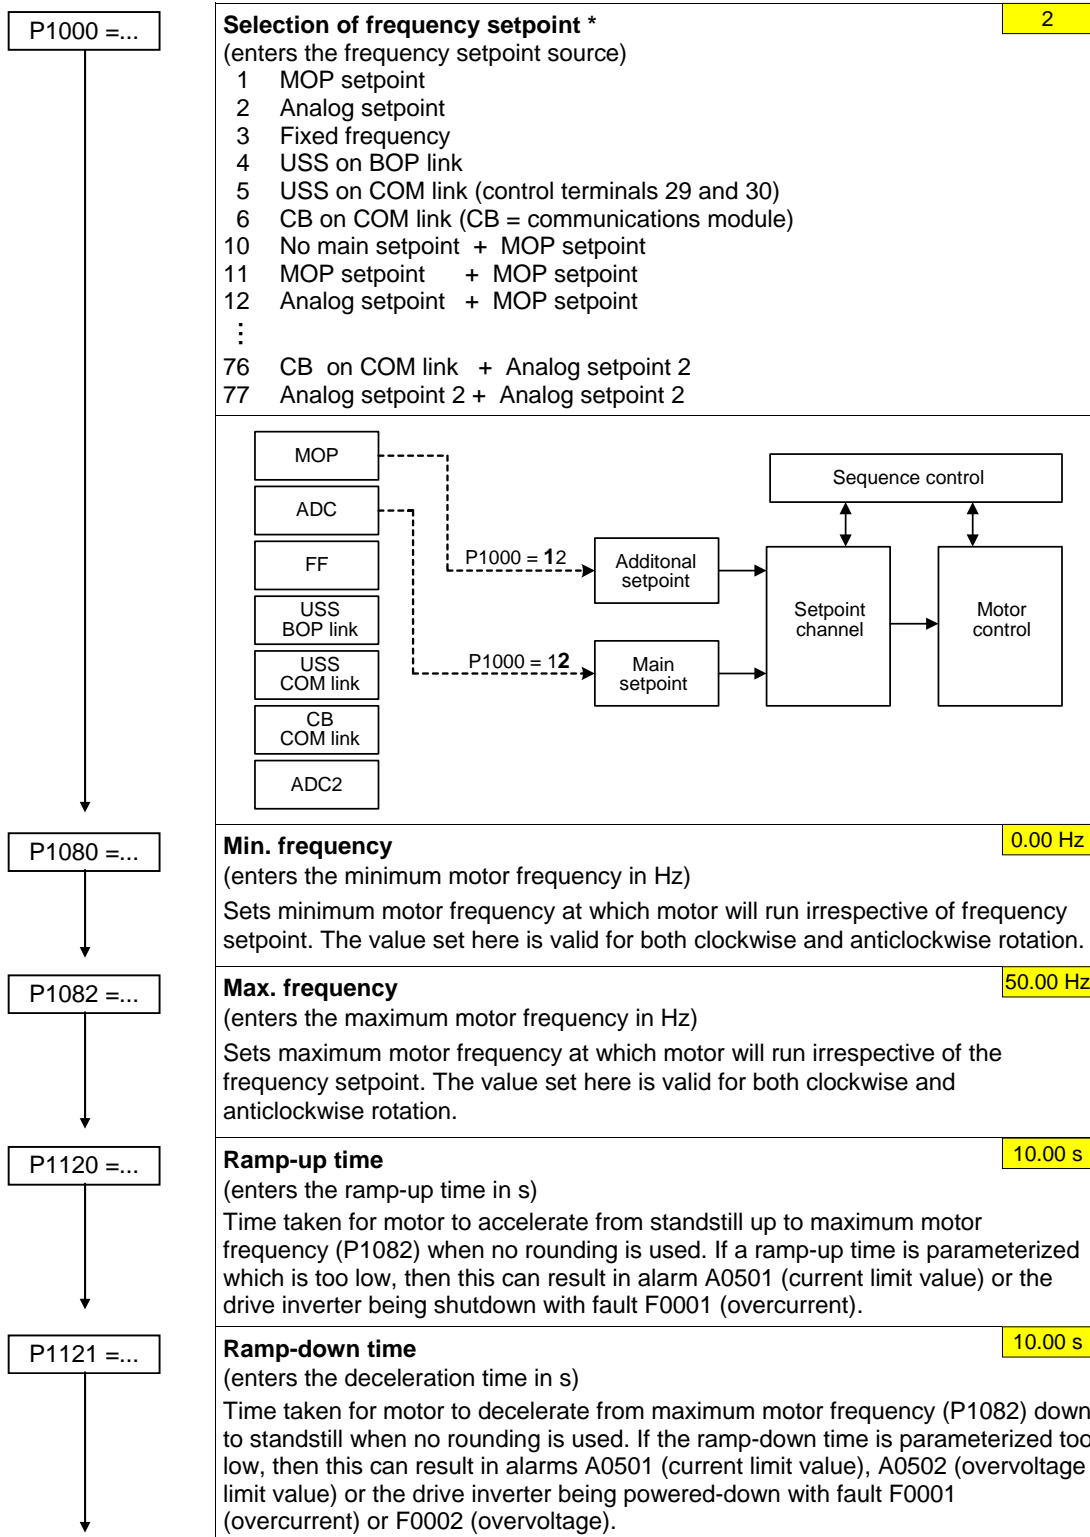 P1000 =...
Selection of frequency setpoint *
2
(enters the frequency setpoint source)
1 MOP setpoint
2 Analog setpoint
3 Fixed frequency
4 USS on BOP link
5 USS on COM link (control terminals 29 and 30)
6 CB on COM link (CB = communications module)
10 No main setpoint + MOP setpoint
11 MOP setpoint + MOP setpoint
12 Analog setpoint + MOP setpoint
⋮
76 CB on COM link + Analog setpoint 2
77 Analog setpoint 2 + Analog setpoint 2
MOP
ADC
FF
USS
BOP link
USS
COM link
CB
COM link
ADC2
P1000 = 12
P1000 = 12
Additonal
setpoint
Main
setpoint
Sequence control
Setpoint
channel
Motor
control
P1080 =...
Min. frequency
0.00 Hz
(enters the minimum motor frequency in Hz)
Sets minimum motor frequency at which motor will run irrespective of frequency
setpoint. The value set here is valid for both clockwise and anticlockwise rotation.
P1082 =...
Max. frequency
50.00 Hz
(enters the maximum motor frequency in Hz)
Sets maximum motor frequency at which motor will run irrespective of the
frequency setpoint. The value set here is valid for both clockwise and
anticlockwise rotation.
P1120 =...
Ramp-up time
10.00 s
(enters the ramp-up time in s)
Time taken for motor to accelerate from standstill up to maximum motor
frequency (P1082) when no rounding is used. If a ramp-up time is parameterized
which is too low, then this can result in alarm A0501 (current limit value) or the
drive inverter being shutdown with fault F0001 (overcurrent).
P1121 =...
Ramp-down time
10.00 s
(enters the deceleration time in s)
Time taken for motor to decelerate from maximum motor frequency (P1082) down
to standstill when no rounding is used. If the ramp-down time is parameterized too
low, then this can result in alarms A0501 (current limit value), A0502 (overvoltage
limit value) or the drive inverter being powered-down with fault F0001
(overcurrent) or F0002 (overvoltage).